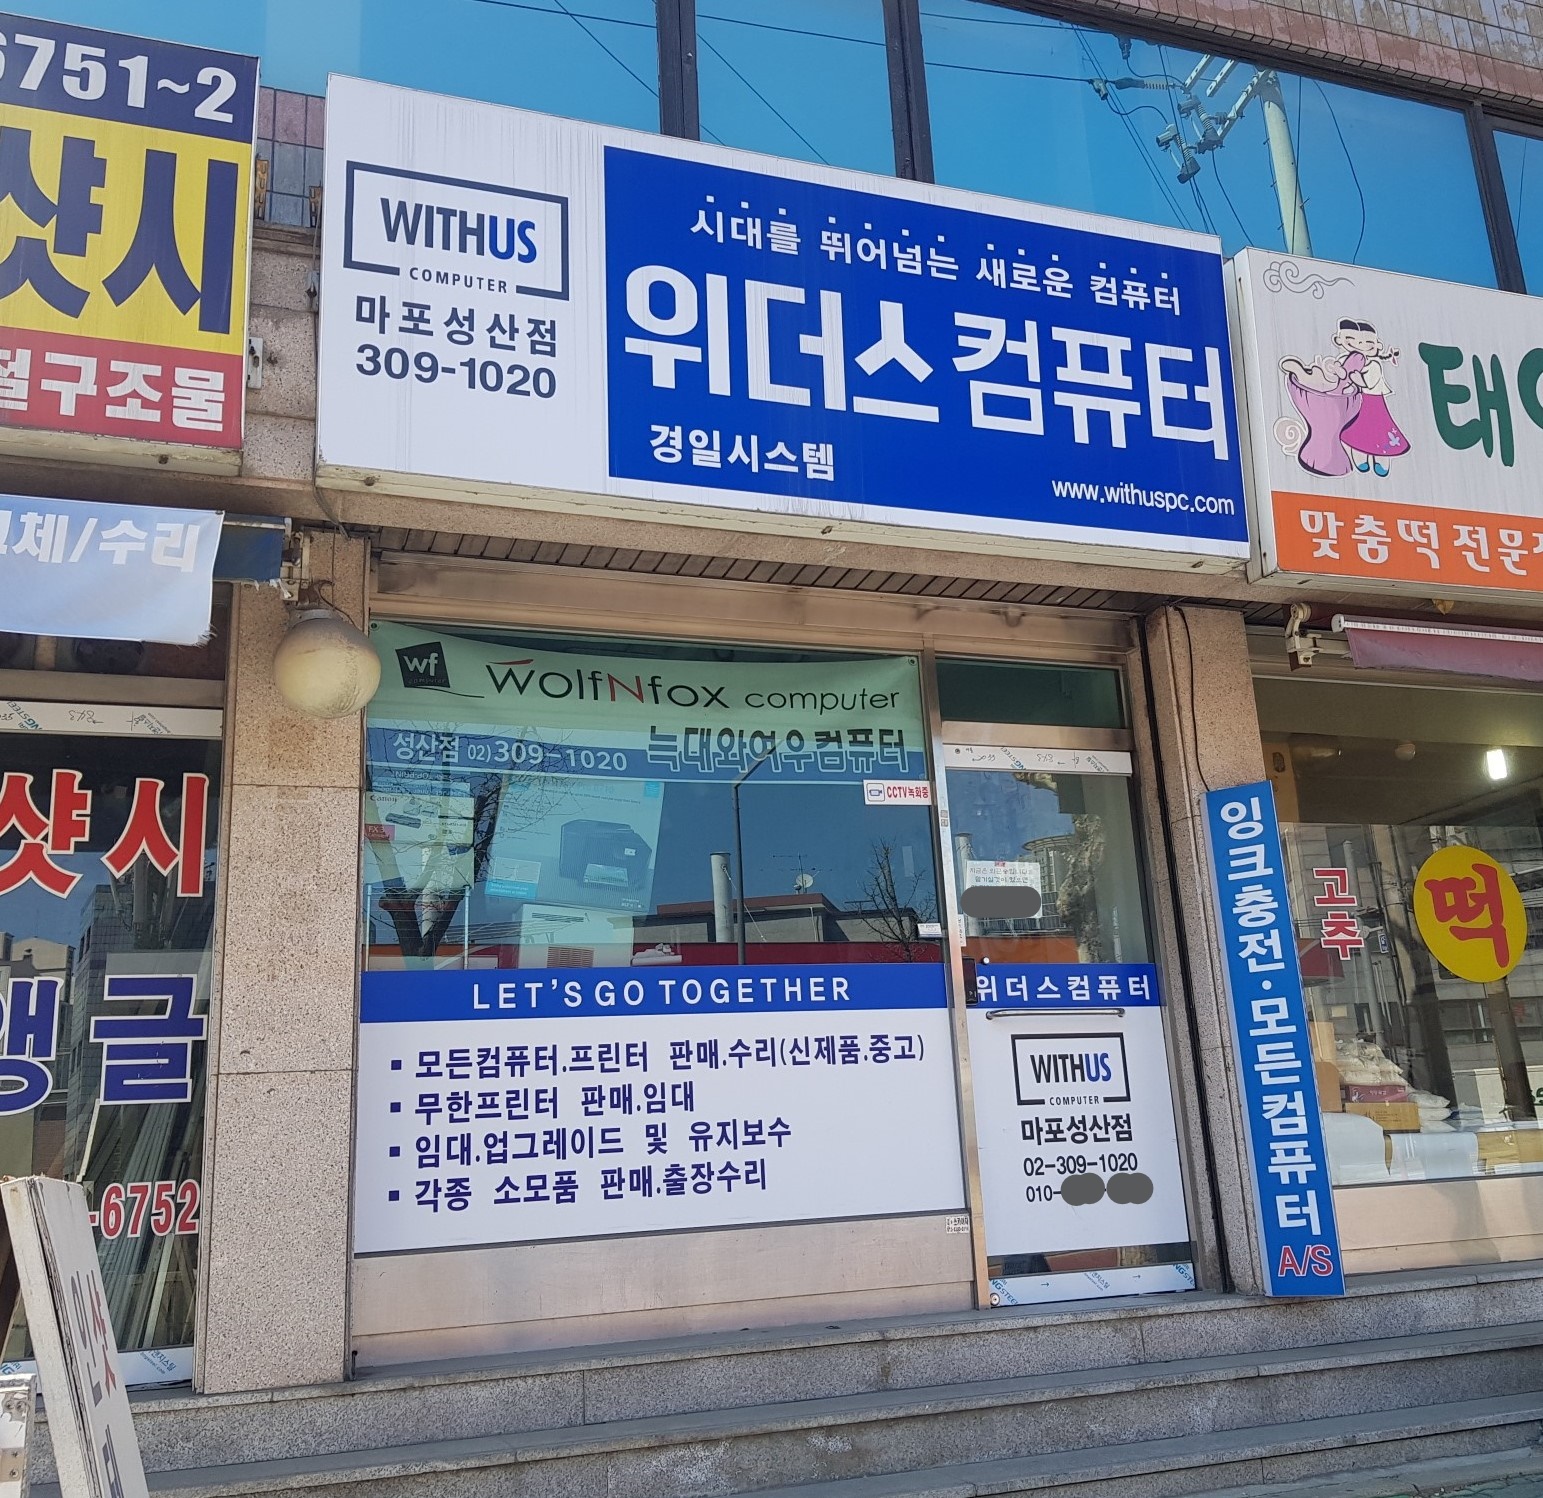 6751~2
샷시
철구조물
WITHUS
COMPUTER
마포성산점
309-1020
시대를 뛰어넘는 새로운 컴퓨터
위더스컴퓨터
경일시스템
www.withuspc.com
맞춤떡전문
체/수리
wf
computer
WolfNfox computer
성산점 02)309 1020 늑대와여우컴퓨터
CCTV녹화중
Canon
샷시
앵글
-6752
LET'S GO TOGETHER
▪ 모든컴퓨터.프린터 판매.수리(신제품.중고)
▪ 무한프린터 판매.임대
▪ 임대.업그레이드 및 유지보수
▪ 각종 소모품 판매.출장수리
위더스컴퓨터
WITHUS
COMPUTER
마포성산점
02-309-1020
010-
잉크충전·모든컴퓨터
A/S
고추
떡